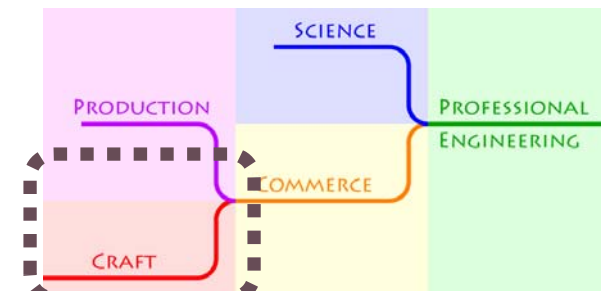 SCIENCE
PRODUCTION
PROFESSIONAL
ENGINEERING
COMMERCE
CRAFT